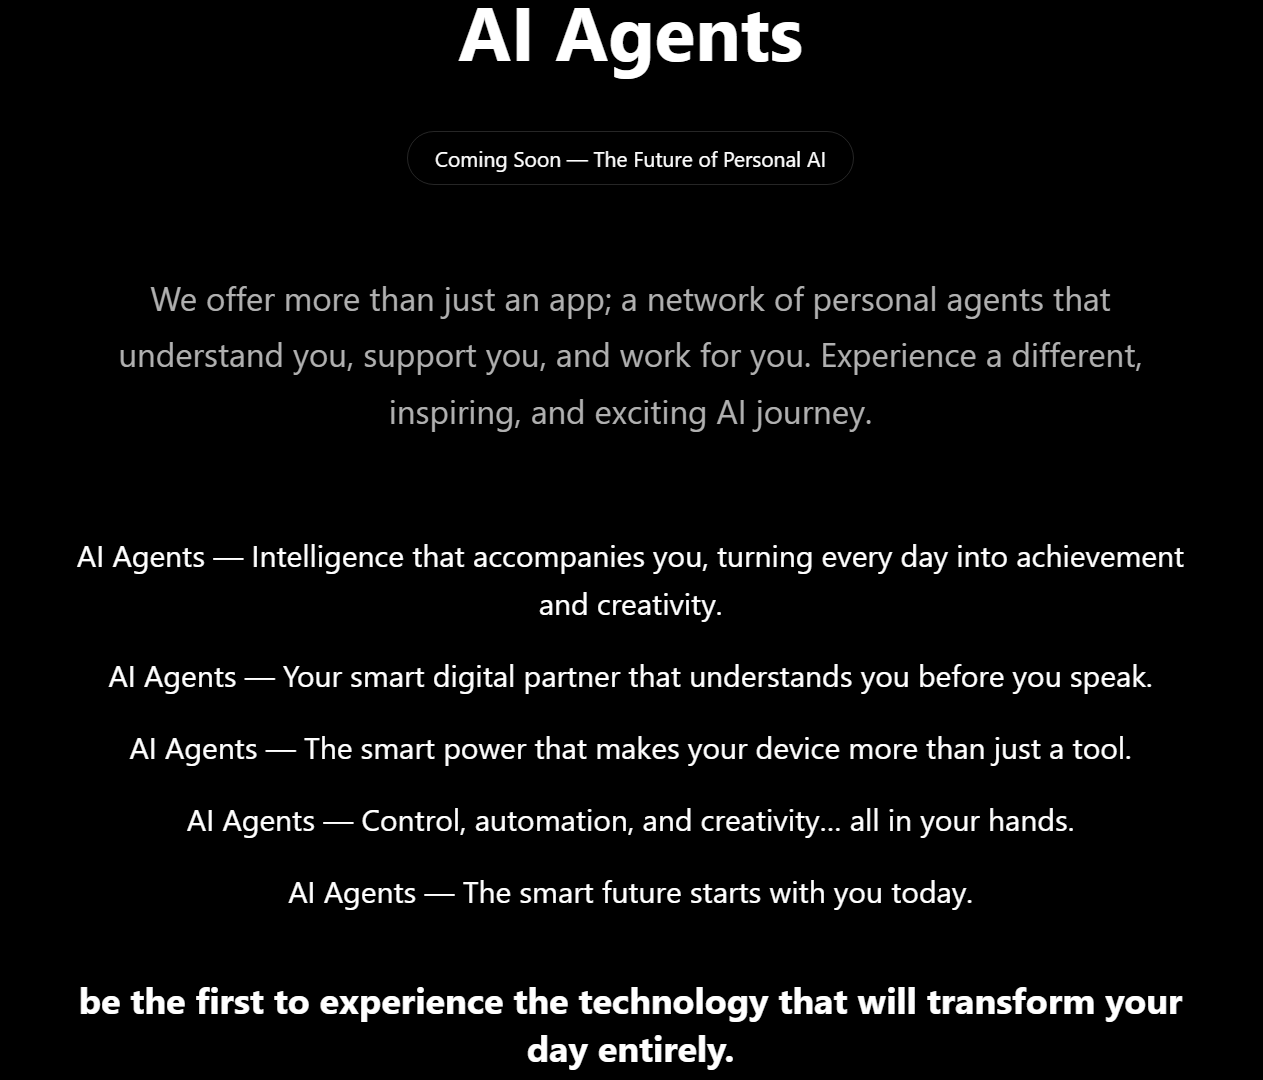 AI Agents
Coming Soon — The Future of Personal AI
We offer more than just an app; a network of personal agents that
understand you, support you, and work for you. Experience a different,
inspiring, and exciting AI journey.
AI Agents — Intelligence that accompanies you, turning every day into achievement
and creativity.
AI Agents — Your smart digital partner that understands you before you speak.
AI Agents — The smart power that makes your device more than just a tool.
AI Agents — Control, automation, and creativity... all in your hands.
AI Agents — The smart future starts with you today.
be the first to experience the technology that will transform your
day entirely.